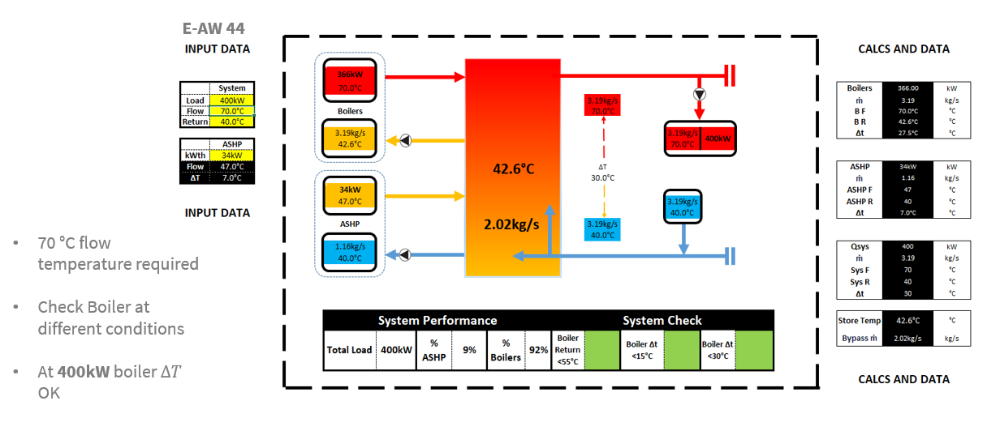 E-AW 44
INPUT DATA
System
Load 400kW
Flow 70.0°C
Return 40.0°C
ASHP
kWth 34kW
Flow 47.0°C
ΔT 7.0°C
INPUT DATA
• 70 °C flow
temperature required
• Check Boiler at
different conditions
• At 400kW boiler ΔT
OK
366kW
70.0°C
Boilers
3.19kg/s
42.6°C
34kW
47.0°C
ASHP
1.16kg/s
40.0°C
42.6°C
2.02kg/s
3.19kg/s
70.0°C
ΔT
30.0°C
3.19kg/s
40.0°C
3.19kg/s
70.0°C
400kW
3.19kg/s
40.0°C
System Performance System Check
Total Load 400kW % ASHP 9% % Boilers 92% Boiler Return <55°C Boiler Δt <15°C Boiler Δt <30°C
CALCS AND DATA
Boilers 366.00 kW
ṁ 3.19 kg/s
B F 70.0°C °C
B R 42.6°C °C
Δt 27.5°C °C
ASHP 34kW kW
ṁ 1.16 kg/s
ASHP F 47 °C
ASHP R 40 °C
Δt 7.0°C °C
Qsys 400 kW
ṁ 3.19 kg/s
Sys F 70 °C
Sys R 40 °C
Δt 30 °C
Store Temp 42.6°C °C
Bypass ṁ 2.02kg/s kg/s
CALCS AND DATA